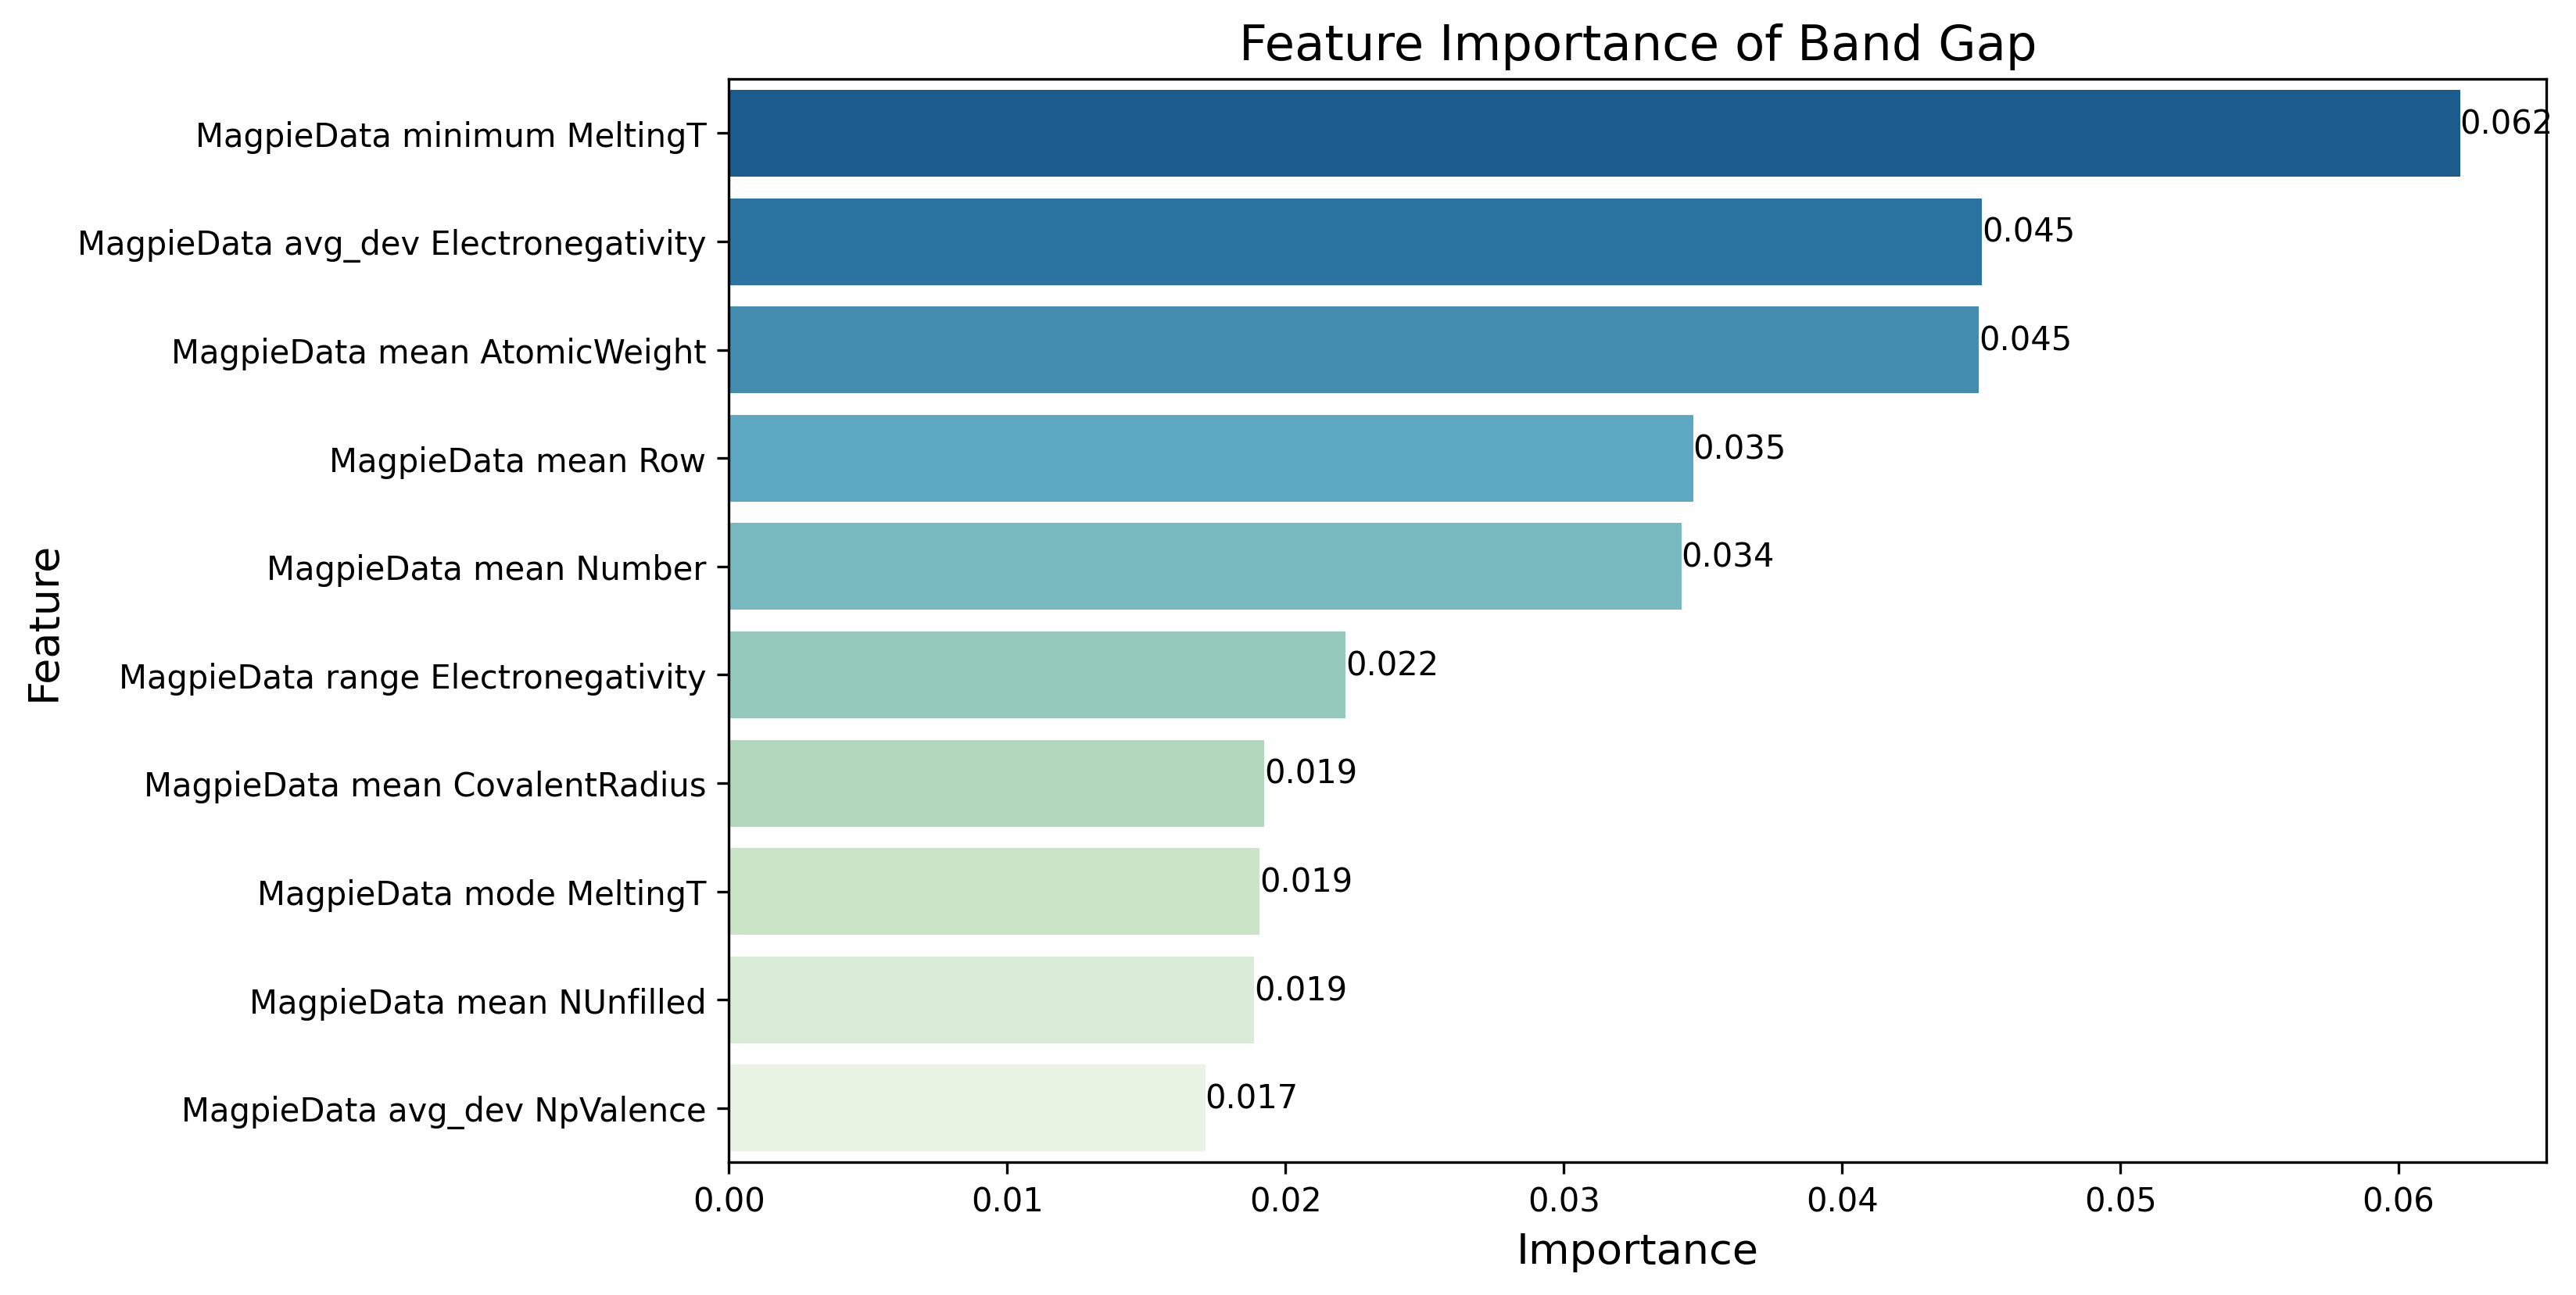 Feature Importance of Band Gap
MagpieData minimum MeltingT
0.062
MagpieData avg_dev Electronegativity
0.045
MagpieData mean AtomicWeight
0.045
MagpieData mean Row
0.035
MagpieData mean Number
0.034
MagpieData range Electronegativity
0.022
MagpieData mean CovalentRadius
0.019
MagpieData mode MeltingT
0.019
MagpieData mean NUnfilled
0.019
MagpieData avg_dev NpValence
0.017
Feature
0.00 0.01 0.02 0.03 0.04 0.05 0.06
Importance